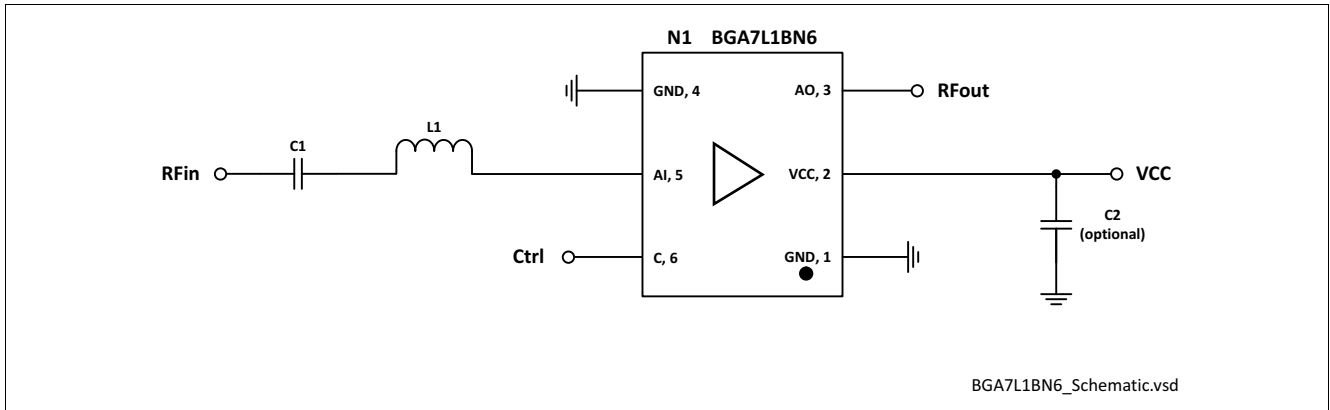 N1 BGA7L1BN6
GND, 4
AO, 3
RFout
C1
L1
RFin
AI, 5
VCC, 2
VCC
C2
(optional)
Ctrl
C, 6
GND, 1
BGA7L1BN6_Schematic.vsd